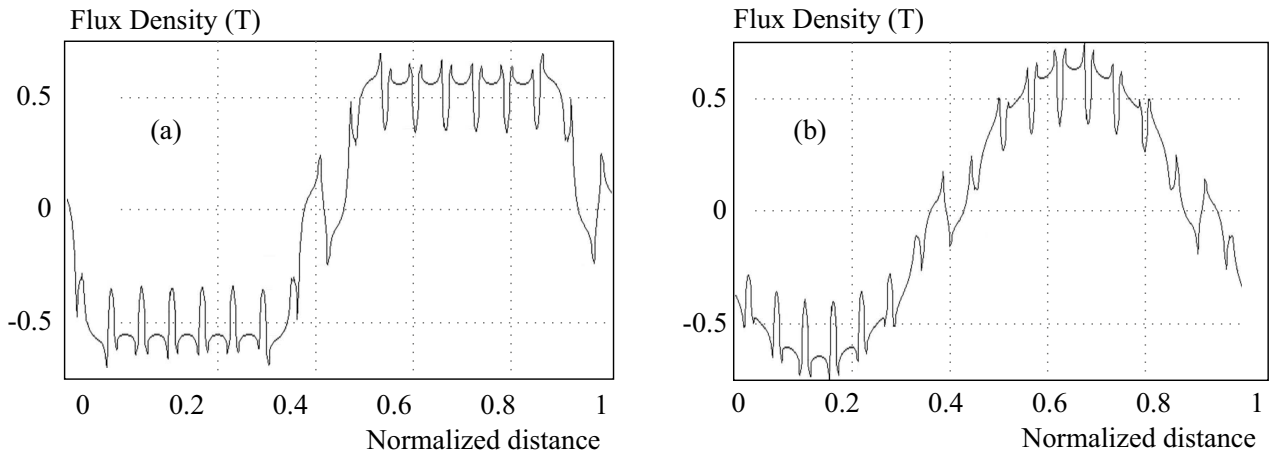 Flux Density (T)
0.5
0
-0.5
(a)
0 0.2 0.4 0.6 0.8 1
Normalized distance
Flux Density (T)
0.5
0
-0.5
(b)
0 0.2 0.4 0.6 0.8 1
Normalized distance